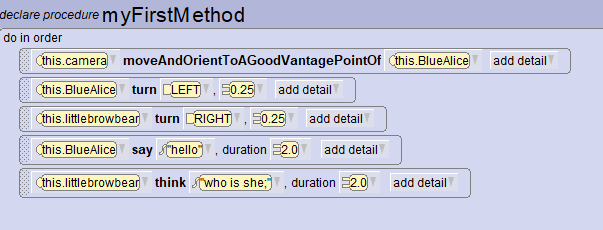 declare procedure myFirstMethod
do in order
this.camera moveAndOrientToAGoodVantagePointOf this.BlueAlice add detail
this.BlueAlice turn LEFT , 0.25 add detail
this.littlebrowbear turn RIGHT , 0.25 add detail
this.BlueAlice say "hello" , duration 2.0 add detail
this.littlebrowbear think "who is she;" , duration 2.0 add detail